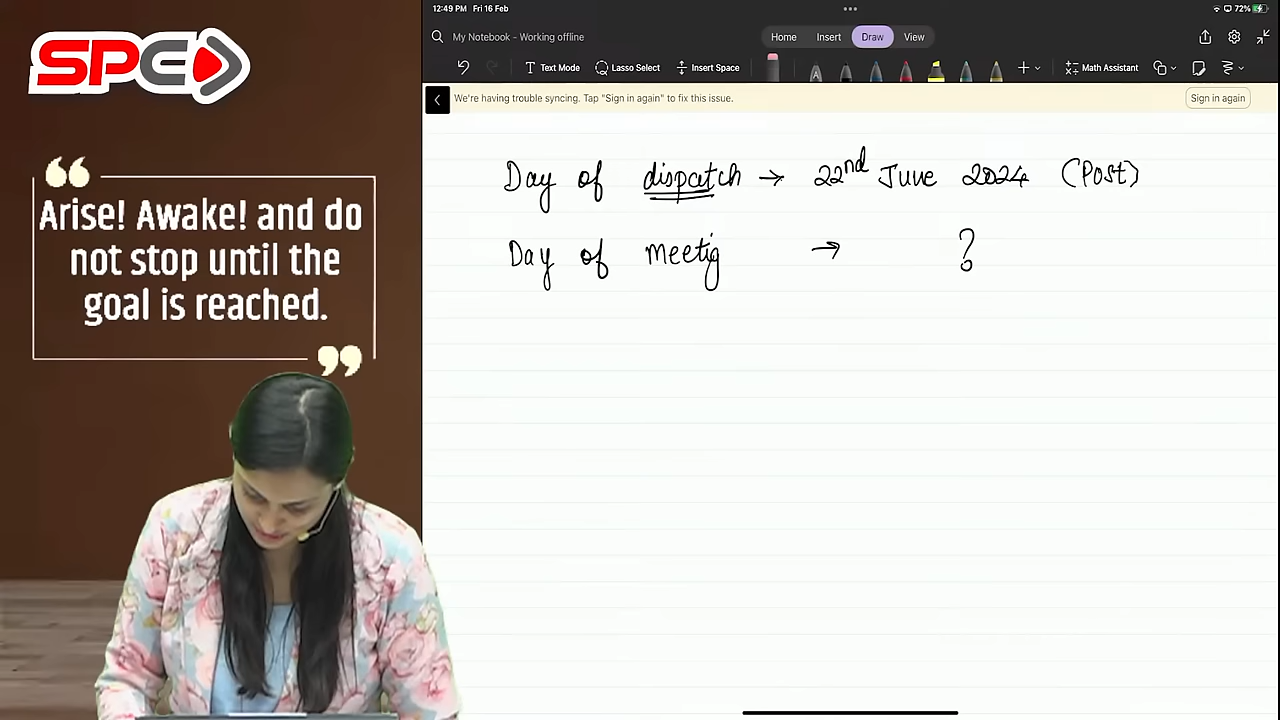 SPC
12:49 PM Fri 16 Feb
72%
My Notebook - Working offline
Home Insert Draw View
Text Mode Lasso Select Insert Space Math Assistant
We're having trouble syncing. Tap "Sign in again" to fix this issue.
Sign in again
“
Arise! Awake! and do
not stop until the
goal is reached.
”
Day of dispatch → 22nd June 2024 (Post)
Day of meetig → ?